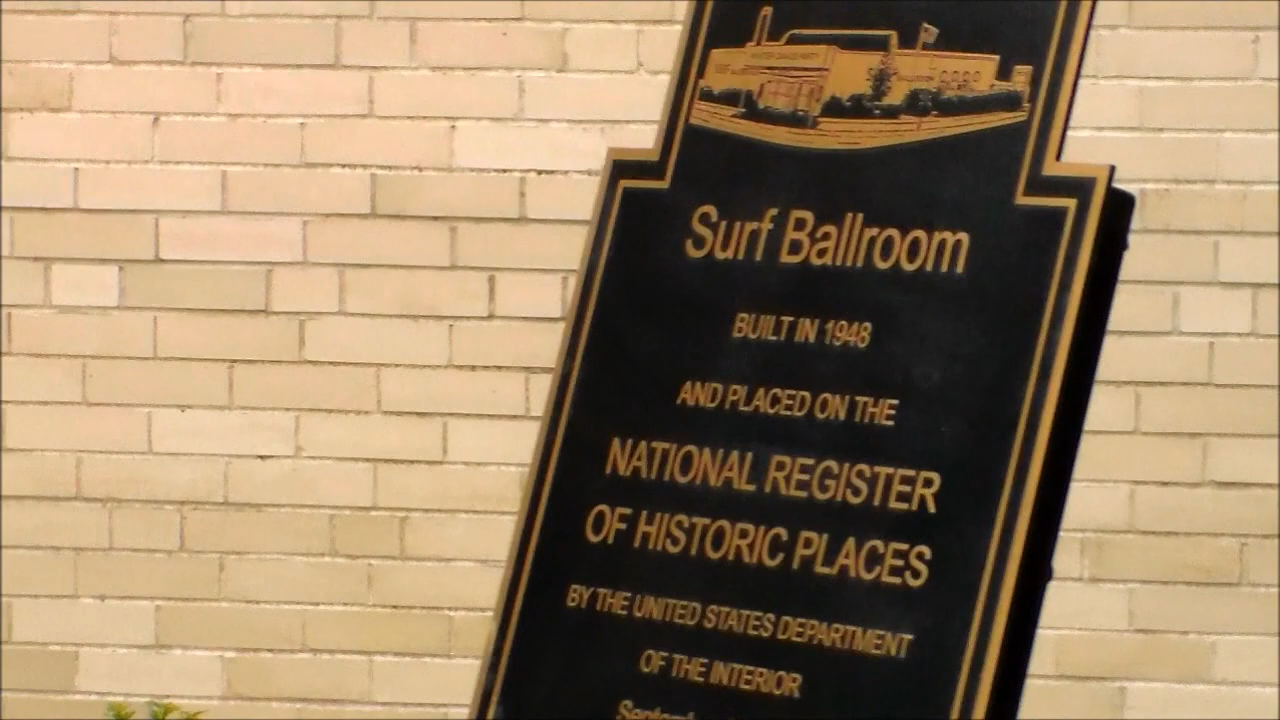 Surf Ballroom
BUILT IN 1948
AND PLACED ON THE
NATIONAL REGISTER
OF HISTORIC PLACES
BY THE UNITED STATES DEPARTMENT
OF THE INTERIOR